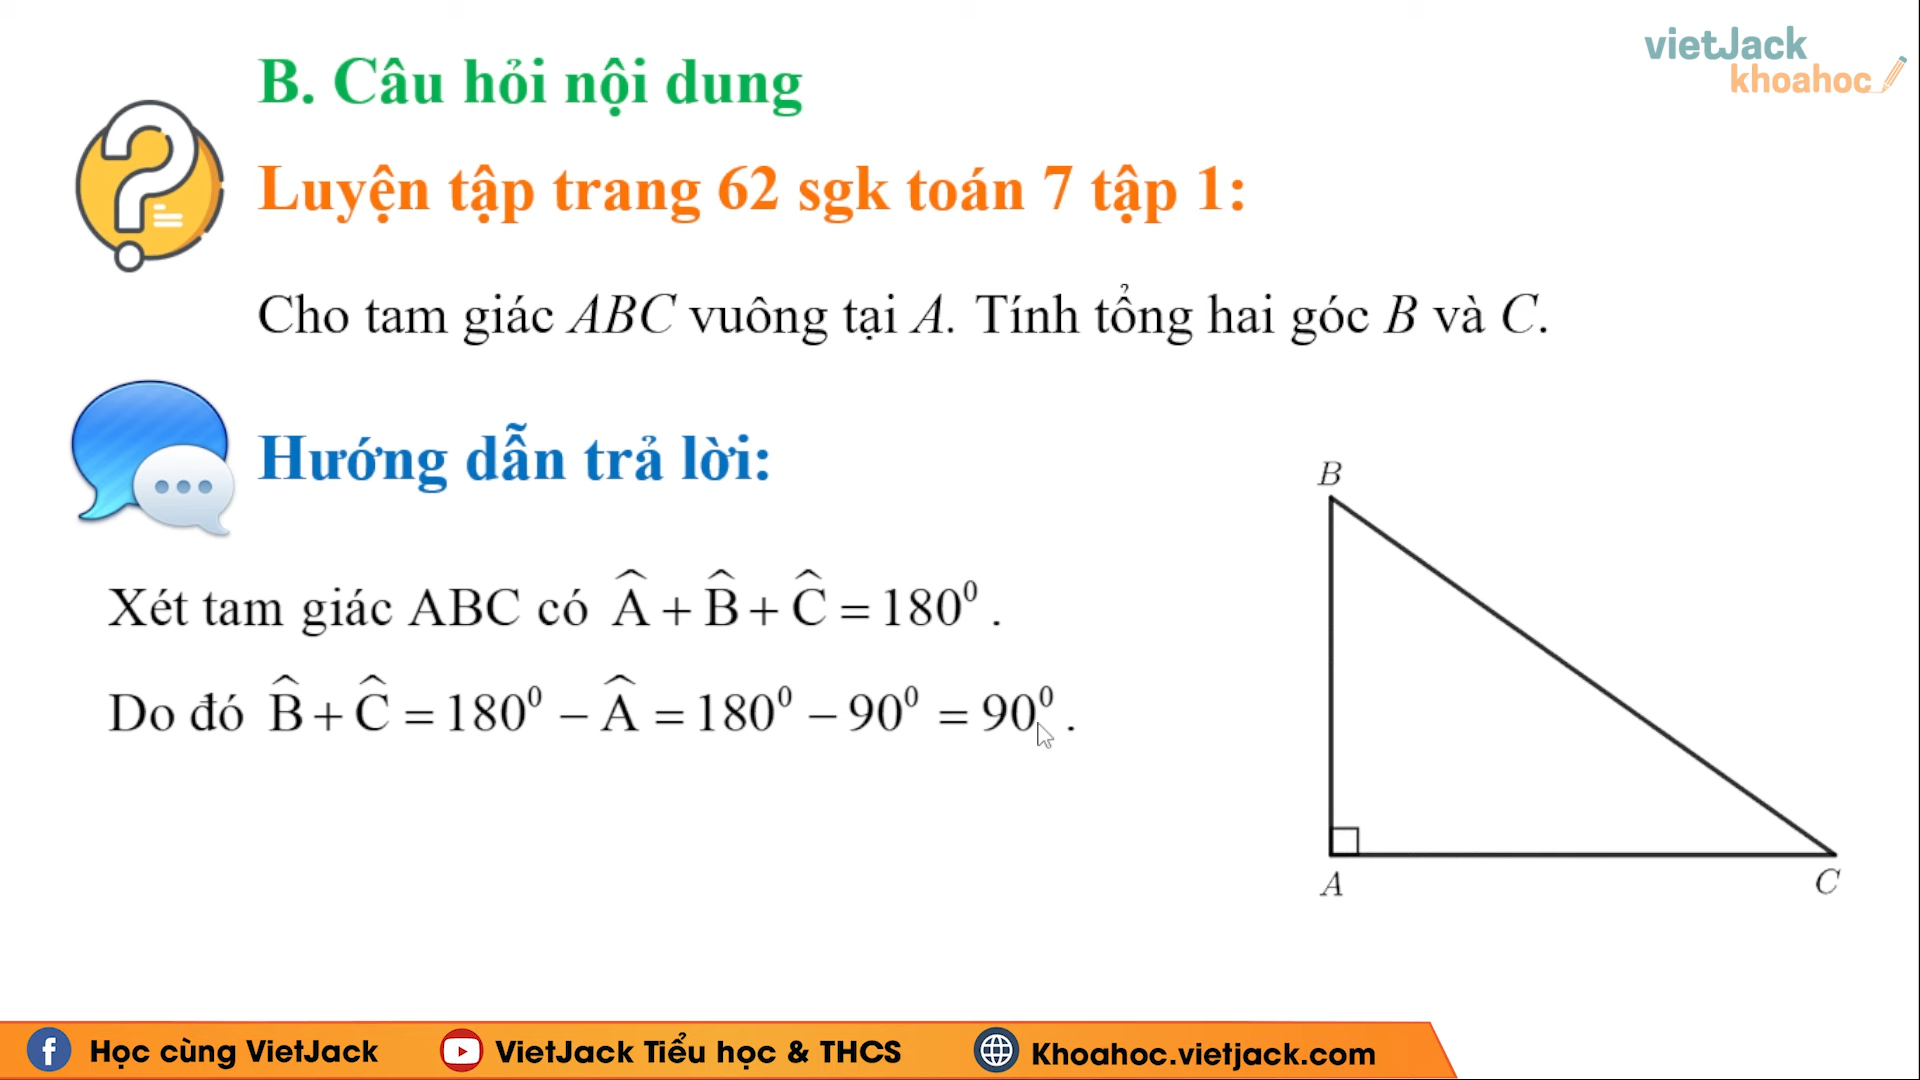 vietJack
khoahoc
B. Câu hỏi nội dung
Luyện tập trang 62 sgk toán 7 tập 1:
Cho tam giác ABC vuông tại A. Tính tổng hai góc B và C.
Hướng dẫn trả lời:
B
Xét tam giác ABC có Â + B̂ + Ĉ = 180⁰ .
Do đó B̂ + Ĉ = 180⁰ − Â = 180⁰ − 90⁰ = 90⁰ .
A C
Học cùng VietJack VietJack Tiểu học & THCS Khoahoc.vietjack.com